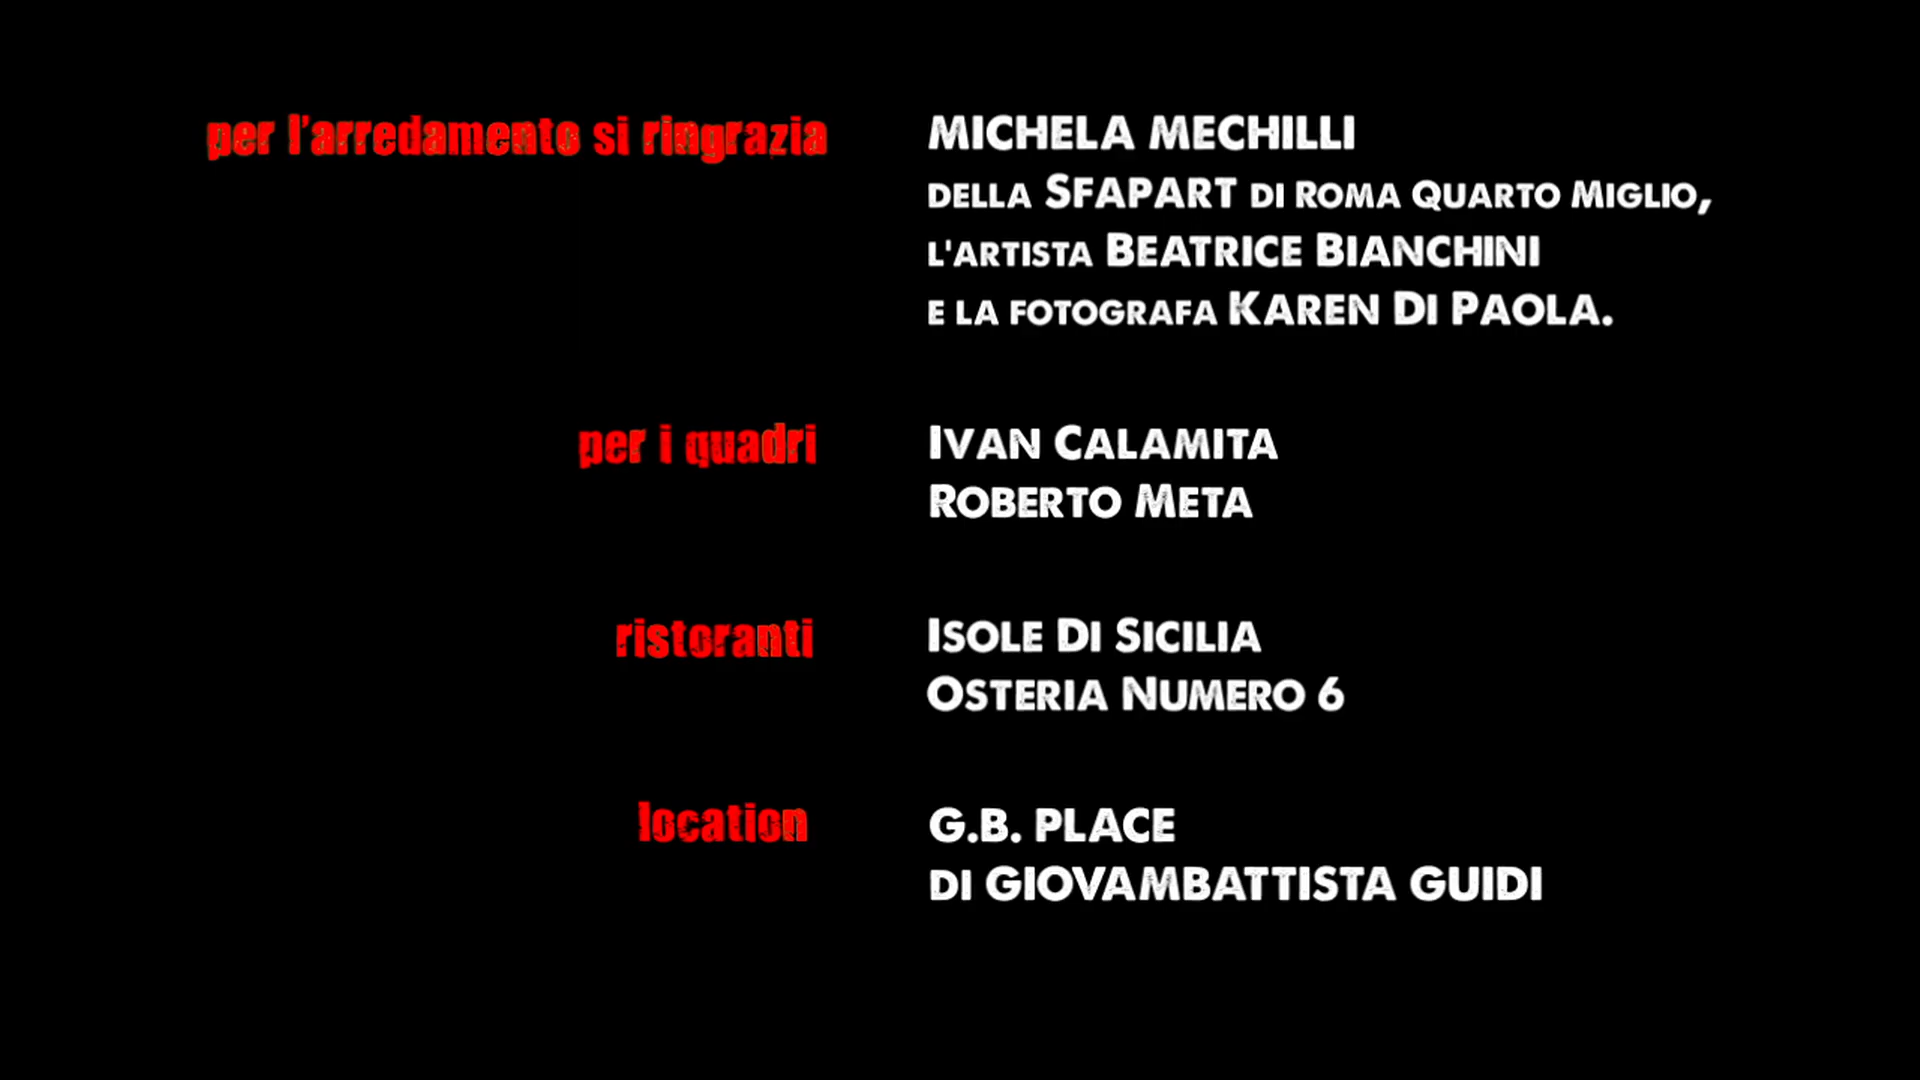 per l'arredamento si ringrazia MICHELA MECHILLI
DELLA SFAPART DI ROMA QUARTO MIGLIO,
L'ARTISTA BEATRICE BIANCHINI
E LA FOTOGRAFA KAREN DI PAOLA.
per i quadri IVAN CALAMITA
ROBERTO META
ristoranti ISOLE DI SICILIA
OSTERIA NUMERO 6
location G.B. PLACE
DI GIOVAMBATTISTA GUIDI